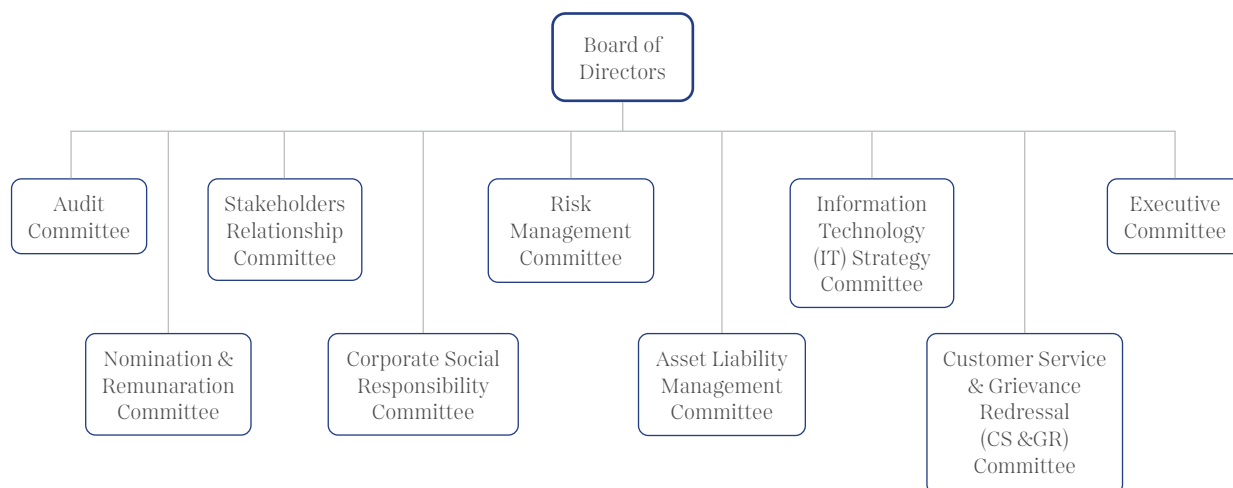 Board of
Directors
Audit
Committee
Stakeholders
Relationship
Committee
Risk
Management
Committee
Information
Technology
(IT) Strategy
Committee
Executive
Committee
Nomination &
Remunaration
Committee
Corporate Social
Responsibility
Committee
Asset Liability
Management
Committee
Customer Service
& Grievance
Redressal
(CS &GR)
Committee